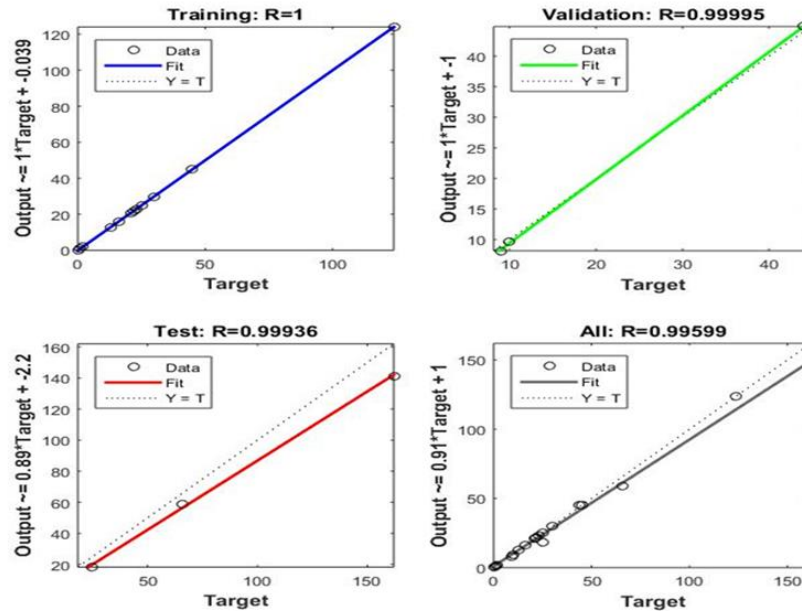 Training: R=1
Output ~= 1*Target + -0.039
120
100
80
60
40
20
0
Data
Fit
Y = T
0
50
100
Target
Validation: R=0.99995
Output ~= 1*Target + -1
45
40
35
30
25
20
15
10
Data
Fit
Y = T
10
20
30
40
Target
Test: R=0.99936
Output ~= 0.89*Target + -2.2
160
140
120
100
80
60
40
20
Data
Fit
Y = T
50
100
150
Target
All: R=0.99599
Output ~= 0.91*Target + 1
150
100
50
0
Data
Fit
Y = T
0
50
100
150
Target